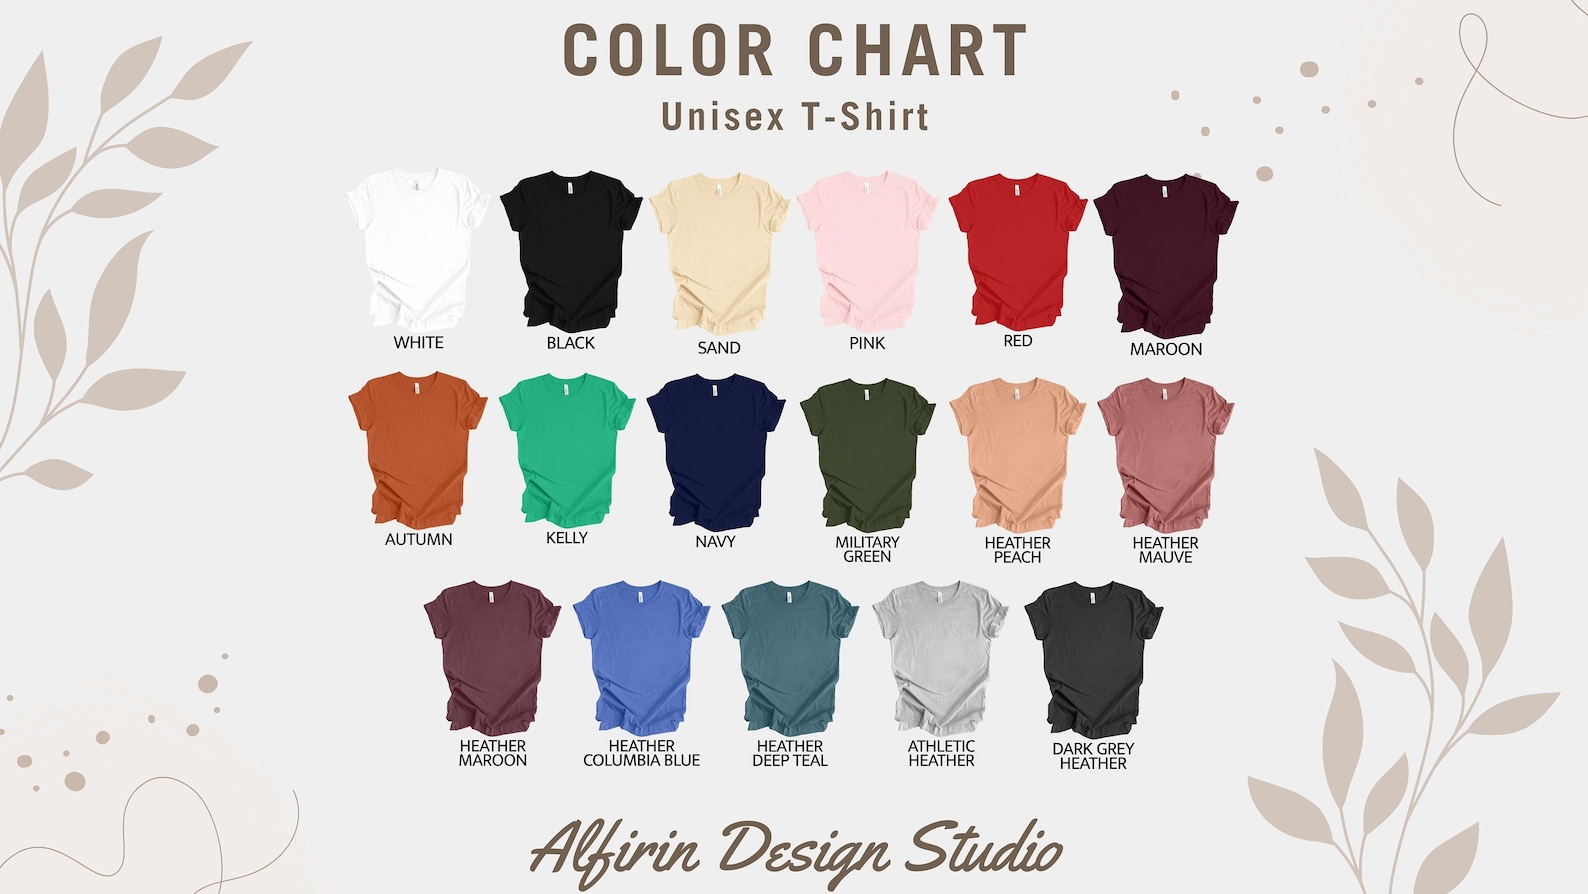 COLOR CHART
Unisex T-Shirt
WHITE
BLACK
SAND
PINK
RED
MAROON
AUTUMN
KELLY
NAVY
MILITARY
GREEN
HEATHER
PEACH
HEATHER
MAUVE
HEATHER
MAROON
HEATHER
COLUMBIA BLUE
HEATHER
DEEP TEAL
ATHLETIC
HEATHER
DARK GREY
HEATHER
Alfirin Design Studio